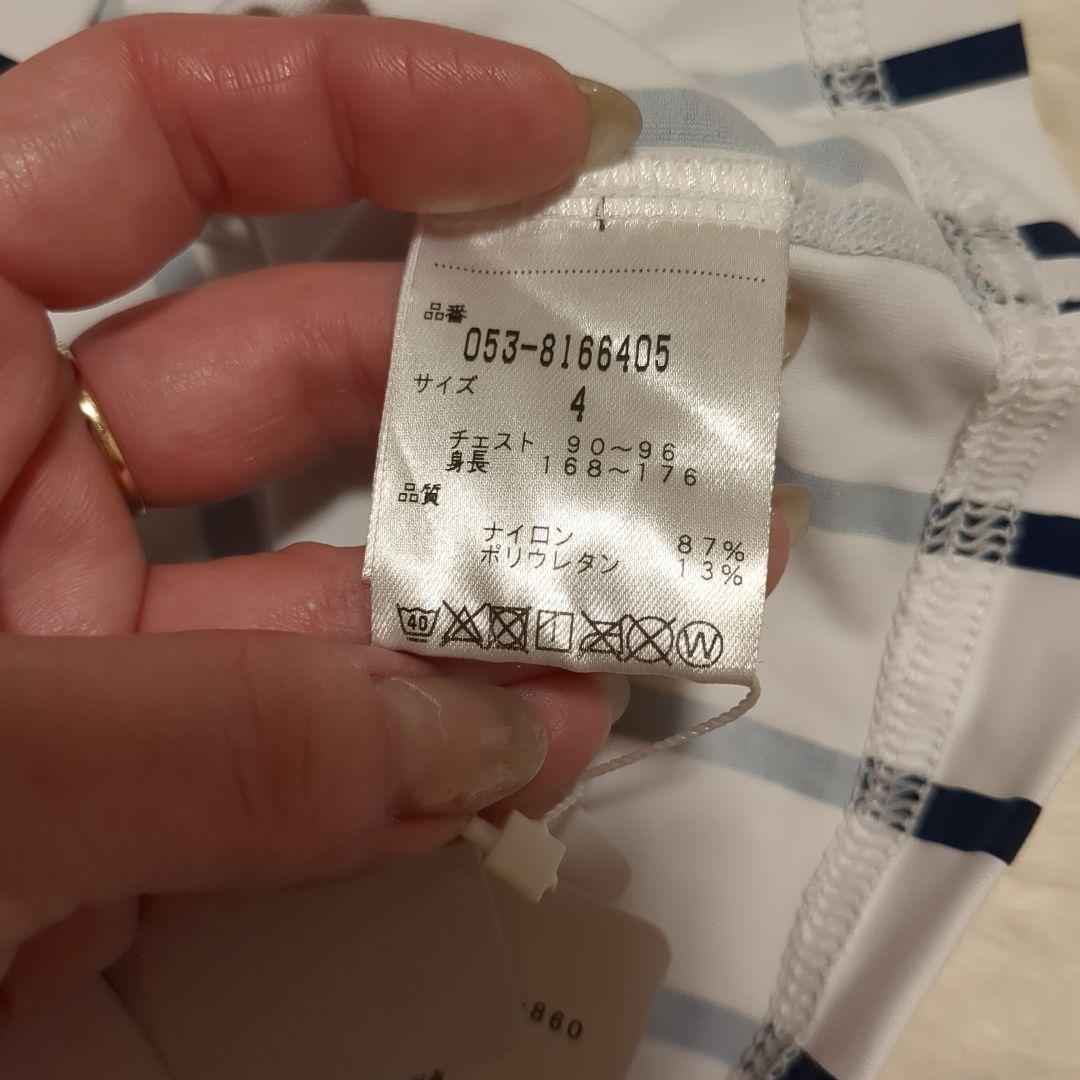 品番
053-8166405
サイズ
4
チェスト 90～96
身長 168～176
品質
ナイロン 87%
ポリウレタン 13%
40
W
-860